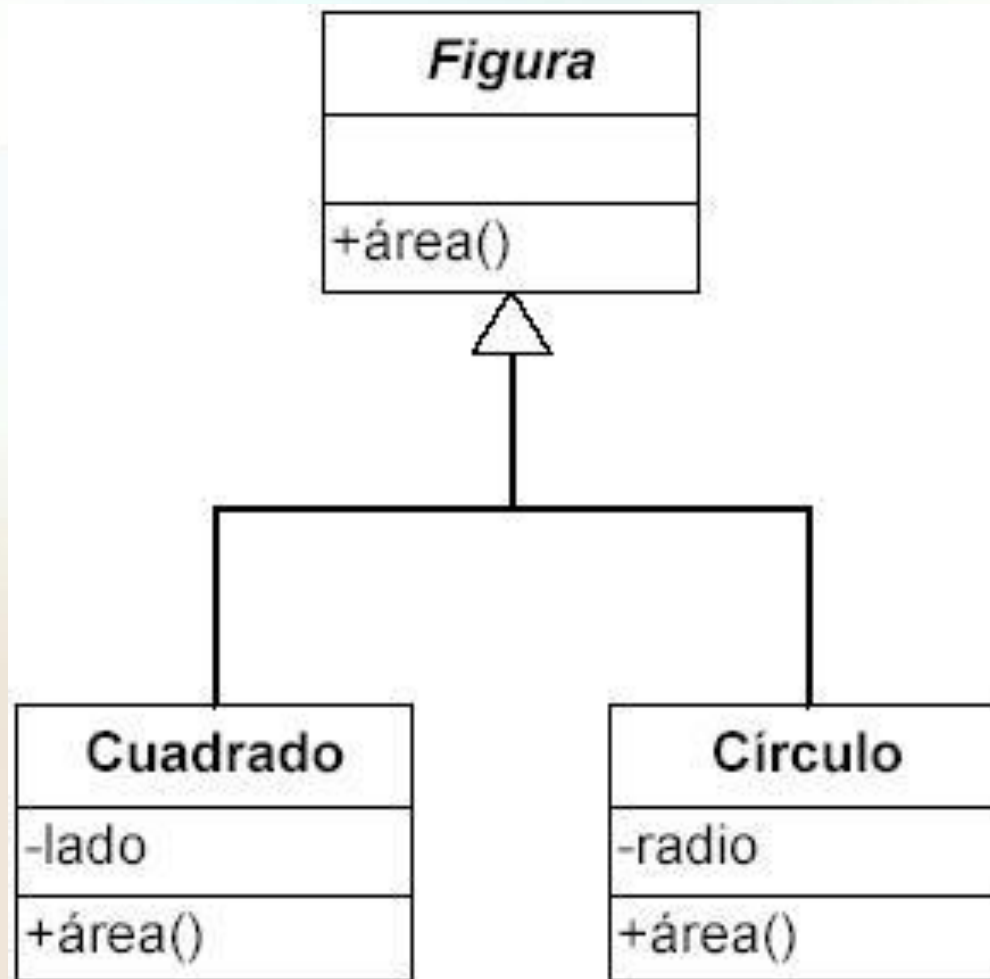 Figura
+área()
Cuadrado
-lado
+área()
Círculo
-radio
+área()